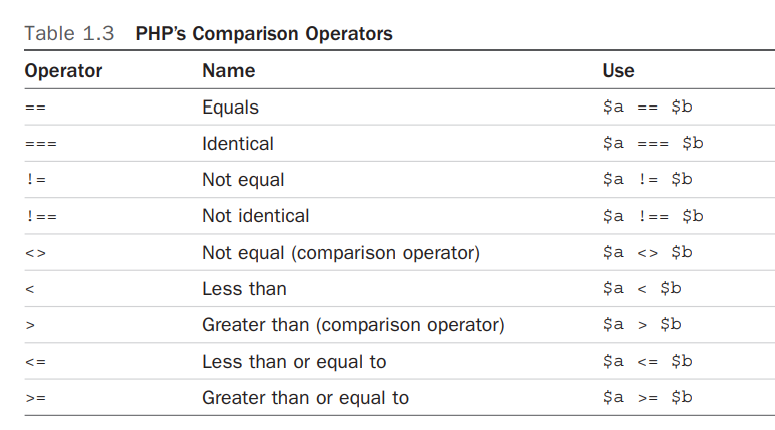 Table 1.3 PHP's Comparison Operators
Operator Name Use
== Equals $a == $b
=== Identical $a === $b
!= Not equal $a != $b
!== Not identical $a !== $b
<> Not equal (comparison operator) $a <> $b
< Less than $a < $b
> Greater than (comparison operator) $a > $b
<= Less than or equal to $a <= $b
>= Greater than or equal to $a >= $b